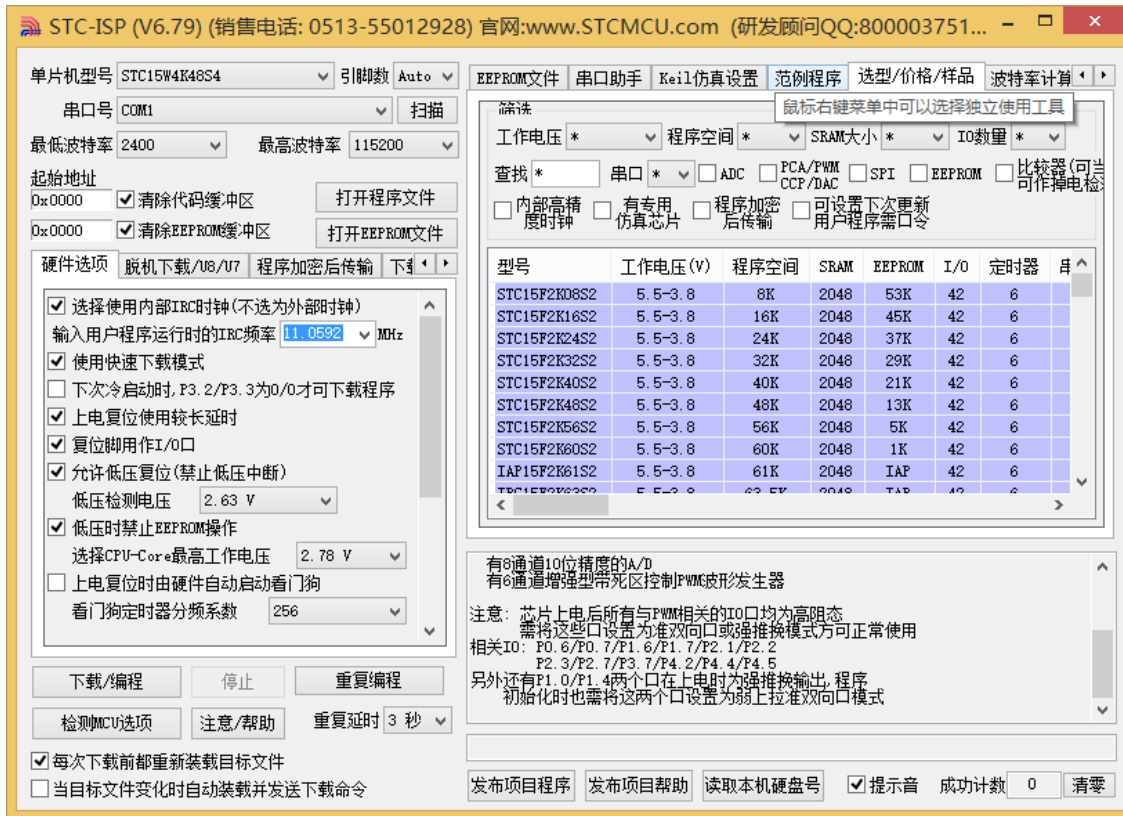 STC-ISP (V6.79) (销售电话: 0513-55012928) 官网:www.STCMCU.com (研发顾问QQ:800003751...
单片机型号 STC15W4K48S4 引脚数 Auto
串口号 COM1 扫描
最低波特率 2400 最高波特率 115200
起始地址
0x0000 清除代码缓冲区 打开程序文件
0x0000 清除EEPROM缓冲区 打开EEPROM文件
硬件选项 脱机下载/U8/U7 程序加密后传输
选择使用内部IRC时钟(不选为外部时钟)
输入用户程序运行时的IRC频率 11.0592 MHz
使用快速下载模式
下次冷启动时,P3.2/P3.3为0/0才可下载程序
上电复位使用较长延时
复位脚用作I/O口
允许低压复位(禁止低压中断)
低压检测电压 2.63 V
低压时禁止EEPROM操作
选择CPU-Core最高工作电压 2.78 V
上电复位时由硬件自动启动看门狗
看门狗定时器分频系数 256
下载/编程 停止 重复编程
检测MCU选项 注意/帮助 重复延时 3 秒
每次下载前都重新装载目标文件
当目标文件变化时自动装载并发送下载命令
EEPROM文件 串口助手 Keil仿真设置 范例程序 选型/价格/样品 波特率计算
鼠标右键菜单中可以选择独立使用工具
筛选
工作电压 * 程序空间 * SRAM大小 * IO数量 *
查找 * 串口 * ADC PCA/PWM CCP/DAC SPI EEPROM 比较器(可当
可作掉电检
内部高精度时钟 有专用仿真芯片 程序加密后传输 可设置下次更新用户程序需口令
型号 工作电压(V) 程序空间 SRAM EEPROM I/O 定时器
STC15F2K08S2 5.5-3.8 8K 2048 53K 42 6
STC15F2K16S2 5.5-3.8 16K 2048 45K 42 6
STC15F2K24S2 5.5-3.8 24K 2048 37K 42 6
STC15F2K32S2 5.5-3.8 32K 2048 29K 42 6
STC15F2K40S2 5.5-3.8 40K 2048 21K 42 6
STC15F2K48S2 5.5-3.8 48K 2048 13K 42 6
STC15F2K56S2 5.5-3.8 56K 2048 5K 42 6
STC15F2K60S2 5.5-3.8 60K 2048 1K 42 6
IAP15F2K61S2 5.5-3.8 61K 2048 IAP 42 6
有8通道10位精度的A/D
有6通道增强型带死区控制PWM波形发生器
注意: 芯片上电后所有与PWM相关的IO口均为高阻态
需将这些口设置为准双向口或强推挽模式方可正常使用
相关IO: P0.6/P0.7/P1.6/P1.7/P2.1/P2.2
P2.3/P2.7/P3.7/P4.2/P4.4/P4.5
另外还有P1.0/P1.4两个口在上电时为强推挽输出,程序
初始化时也需将这两个口设置为弱上拉准双向口模式
发布项目程序 发布项目帮助 读取本机硬盘号 提示音 成功计数 0 清零